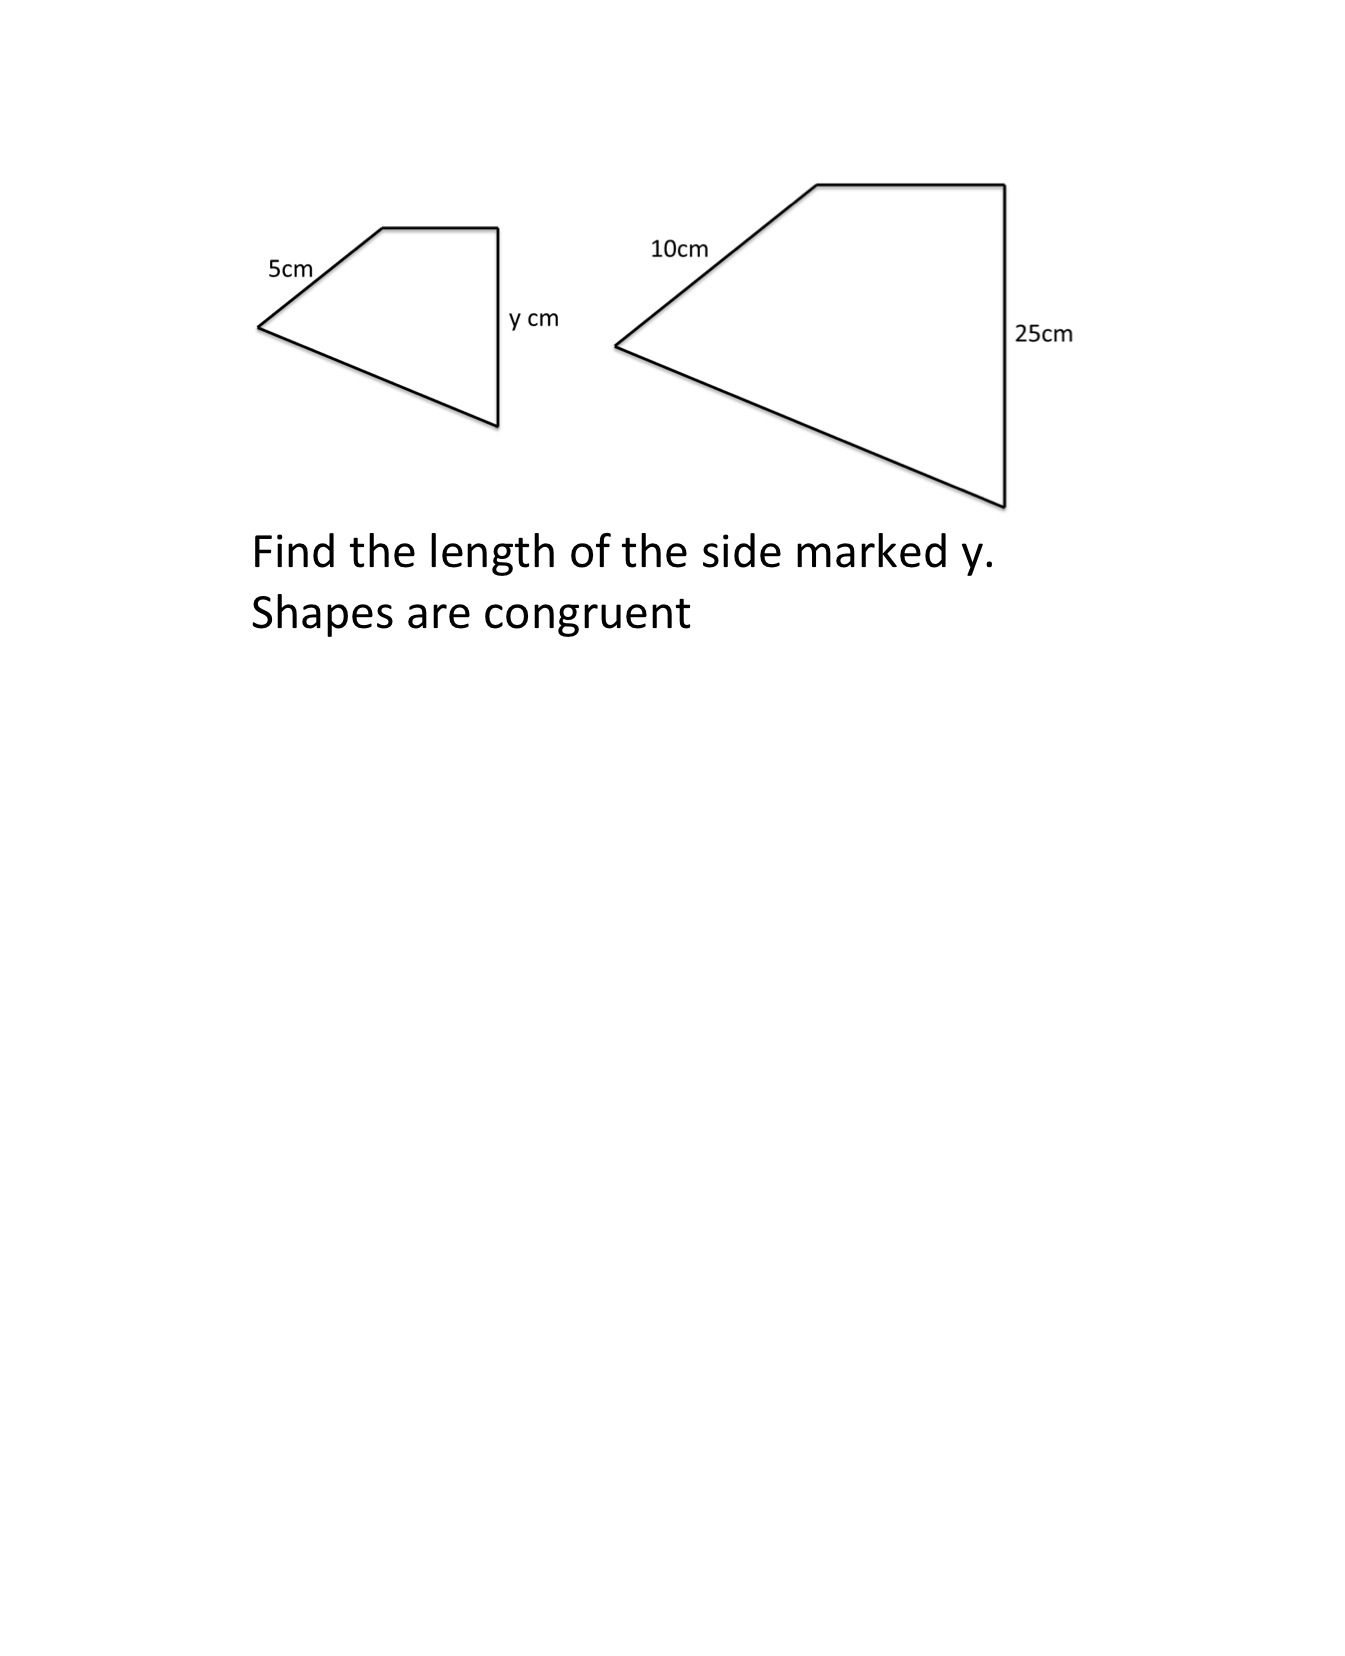 10cm
5cm
y cm
25cm
Find the length of the side marked y.
Shapes are congruent